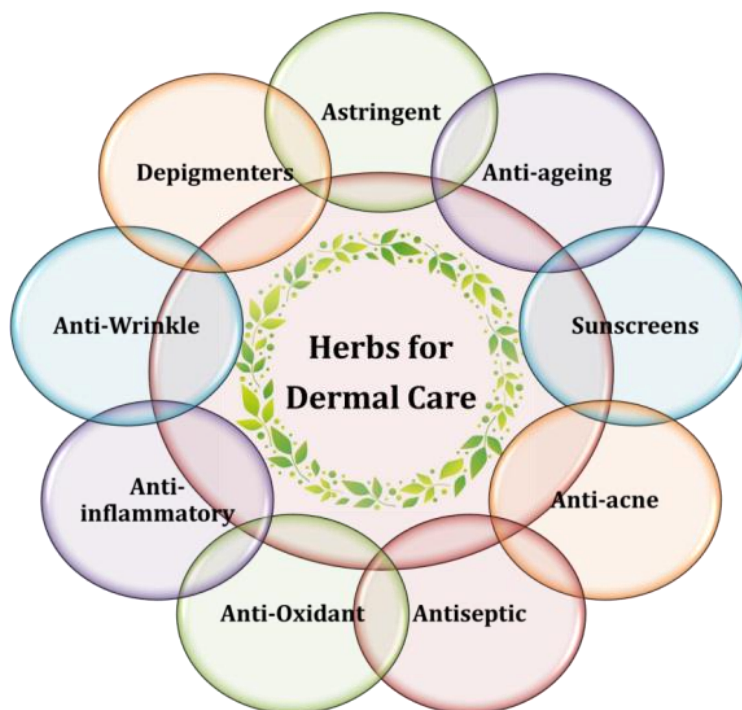 Astringent
Depigmenters
Anti-ageing
Anti-Wrinkle
Sunscreens
Herbs for
Dermal Care
Anti-
inflammatory
Anti-acne
Anti-Oxidant
Antiseptic